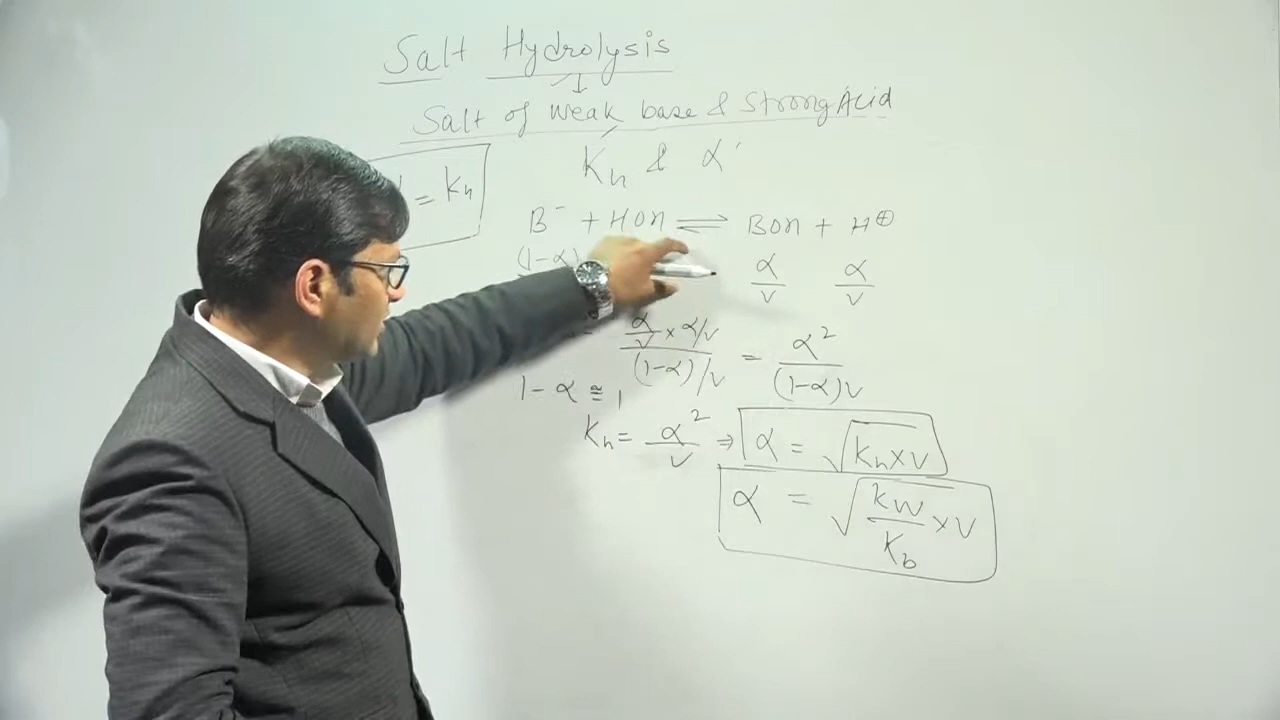 Salt Hydrolysis
↓
Salt of weak base & Strong Acid
Kh & α
= Kh
B⁻ + HOH ⇌ BOH + H⊕
(1-α) α/v α/v
= (α/v × α/v)/((1-α)/v) = α²/((1-α)v)
1-α ≅ 1
Kh = α²/v ⇒ α = √(Kh×v)
α = √(Kw/Kb × v)